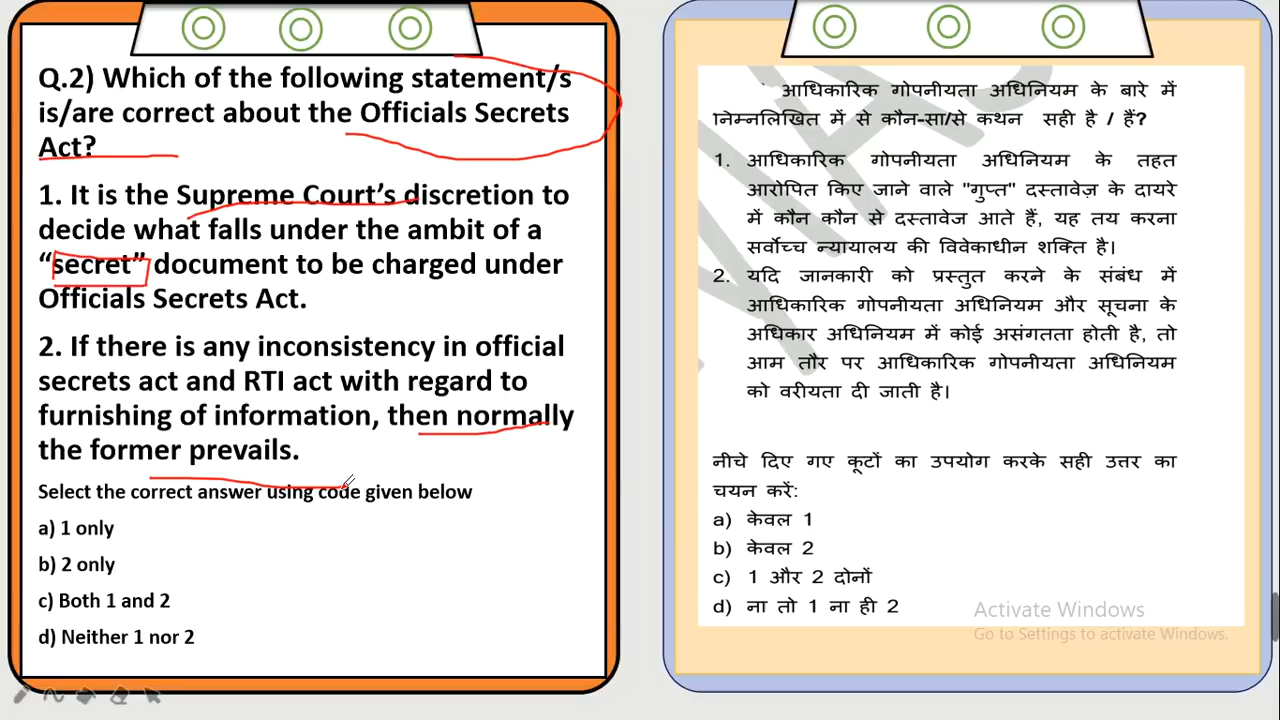 Q.2) Which of the following statement/s
is/are correct about the Officials Secrets
Act?
1. It is the Supreme Court's discretion to
decide what falls under the ambit of a
“secret” document to be charged under
Officials Secrets Act.
2. If there is any inconsistency in official
secrets act and RTI act with regard to
furnishing of information, then normally
the former prevails.
Select the correct answer using code given below
a) 1 only
b) 2 only
c) Both 1 and 2
d) Neither 1 nor 2
आधिकारिक गोपनीयता अधिनियम के बारे में
निम्नलिखित में से कौन-सा/से कथन सही है / हैं?
1. आधिकारिक गोपनीयता अधिनियम के तहत
आरोपित किए जाने वाले "गुप्त" दस्तावेज़ के दायरे
में कौन कौन से दस्तावेज आते हैं, यह तय करना
सर्वोच्च न्यायालय की विवेकाधीन शक्ति है।
2. यदि जानकारी को प्रस्तुत करने के संबंध में
आधिकारिक गोपनीयता अधिनियम और सूचना के
अधिकार अधिनियम में कोई असंगतता होती है, तो
आम तौर पर आधिकारिक गोपनीयता अधिनियम
को वरीयता दी जाती है।
नीचे दिए गए कूटों का उपयोग करके सही उत्तर का
चयन करें:
a) केवल 1
b) केवल 2
c) 1 और 2 दोनों
d) ना तो 1 ना ही 2
Activate Windows
Go to Settings to activate Windows.